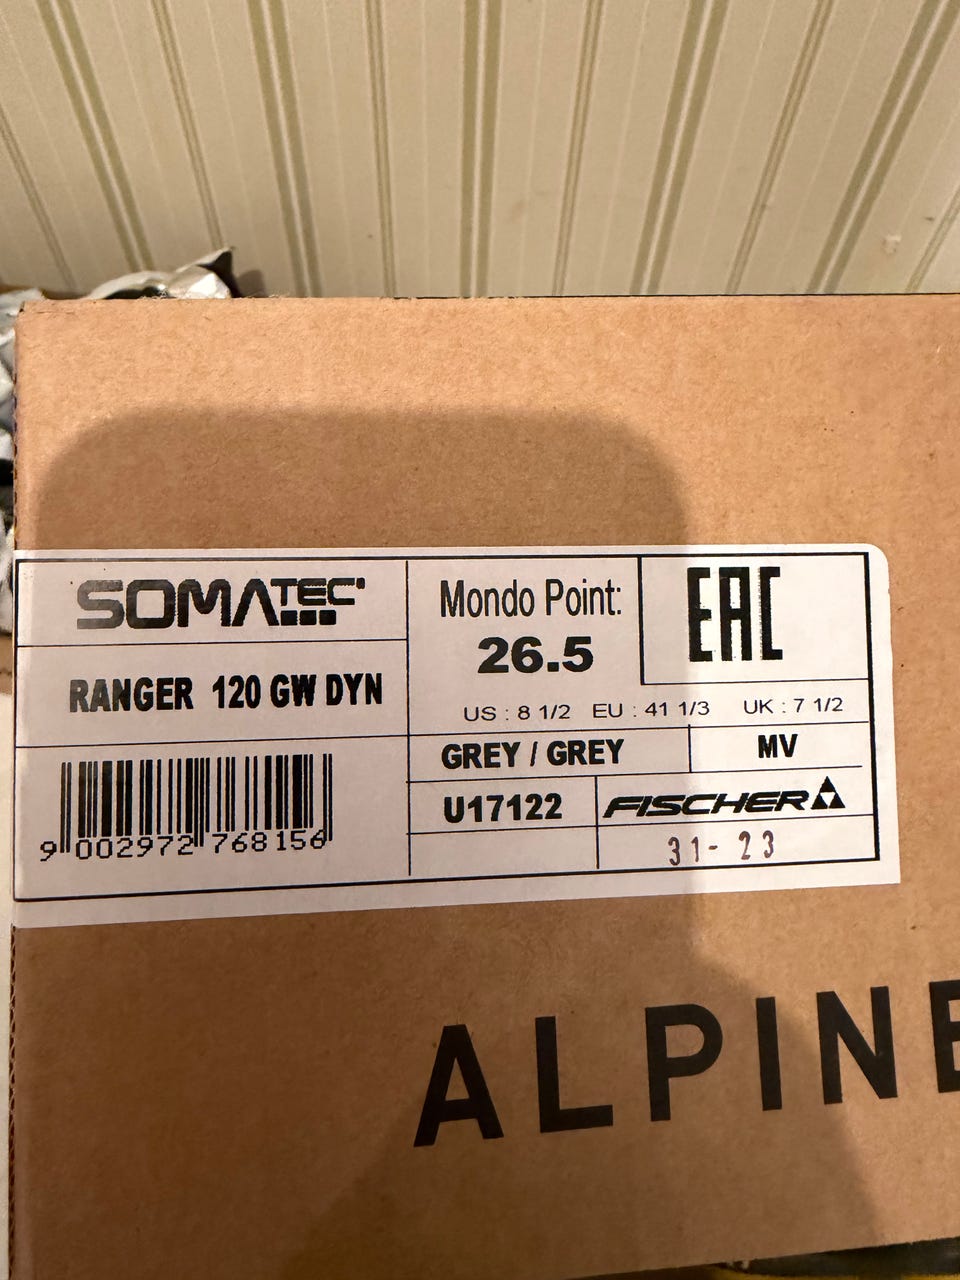 SOMATEC
RANGER 120 GW DYN
9 002972 768156
Mondo Point:
26.5
EAC
US : 8 1/2 EU : 41 1/3 UK : 7 1/2
GREY / GREY
MV
U17122
FISCHER
31-23
ALPINE